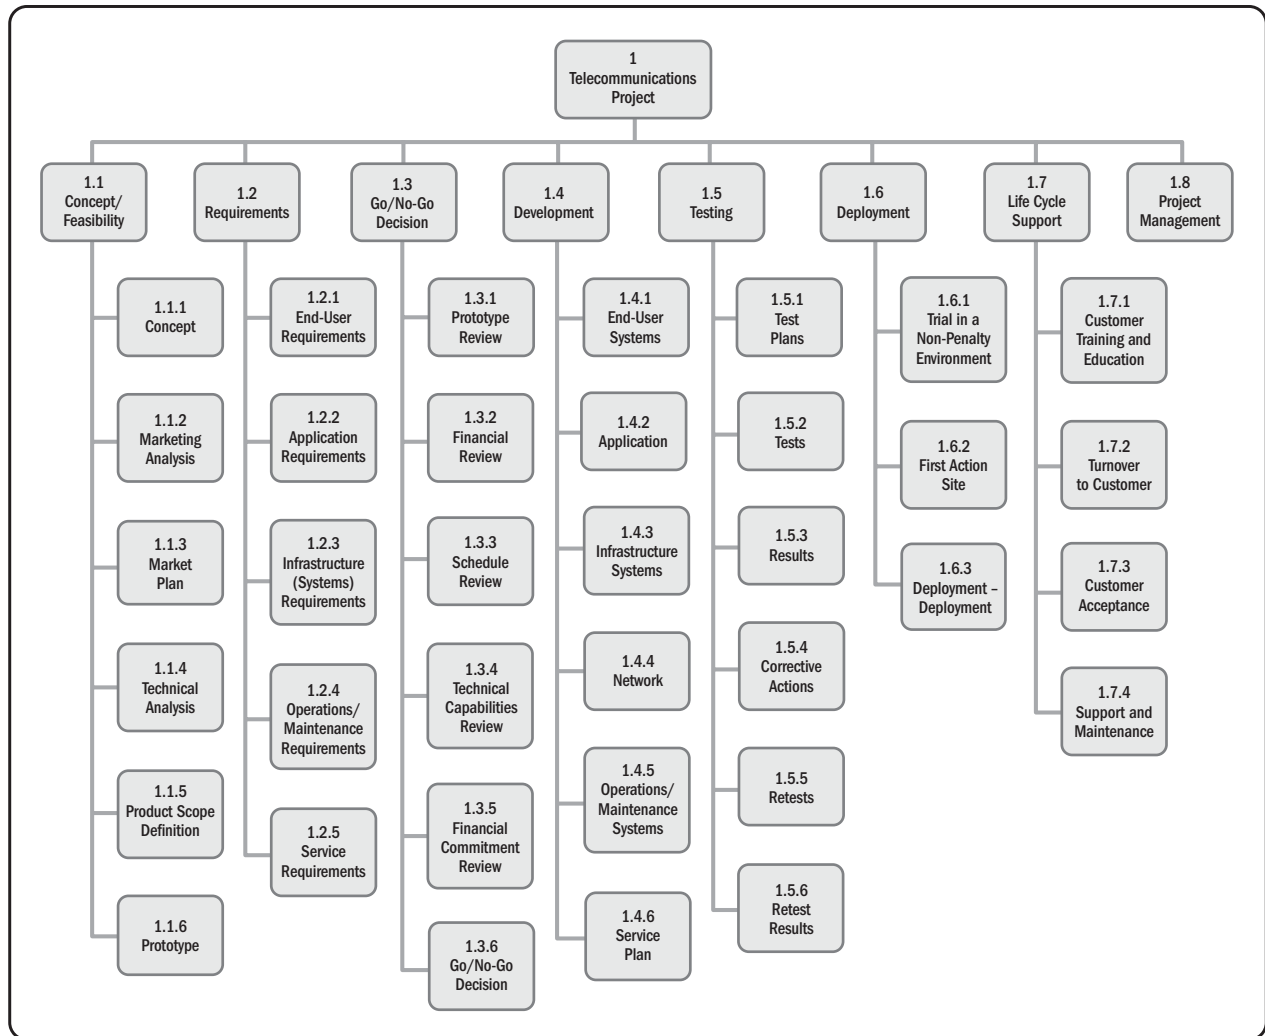 1
Telecommunications
Project
1.1
Concept/
Feasibility
1.2
Requirements
1.3
Go/No-Go
Decision
1.4
Development
1.5
Testing
1.6
Deployment
1.7
Life Cycle
Support
1.8
Project
Management
1.1.1
Concept
1.1.2
Marketing
Analysis
1.1.3
Market
Plan
1.1.4
Technical
Analysis
1.1.5
Product Scope
Definition
1.1.6
Prototype
1.2.1
End-User
Requirements
1.2.2
Application
Requirements
1.2.3
Infrastructure
(Systems)
Requirements
1.2.4
Operations/
Maintenance
Requirements
1.2.5
Service
Requirements
1.3.1
Prototype
Review
1.3.2
Financial
Review
1.3.3
Schedule
Review
1.3.4
Technical
Capabilities
Review
1.3.5
Financial
Commitment
Review
1.3.6
Go/No-Go
Decision
1.4.1
End-User
Systems
1.4.2
Application
1.4.3
Infrastructure
Systems
1.4.4
Network
1.4.5
Operations/
Maintenance
Systems
1.4.6
Service
Plan
1.5.1
Test
Plans
1.5.2
Tests
1.5.3
Results
1.5.4
Corrective
Actions
1.5.5
Retests
1.5.6
Retest
Results
1.6.1
Trial in a
Non-Penalty
Environment
1.6.2
First Action
Site
1.6.3
Deployment –
Deployment
1.7.1
Customer
Training and
Education
1.7.2
Turnover
to Customer
1.7.3
Customer
Acceptance
1.7.4
Support and
Maintenance